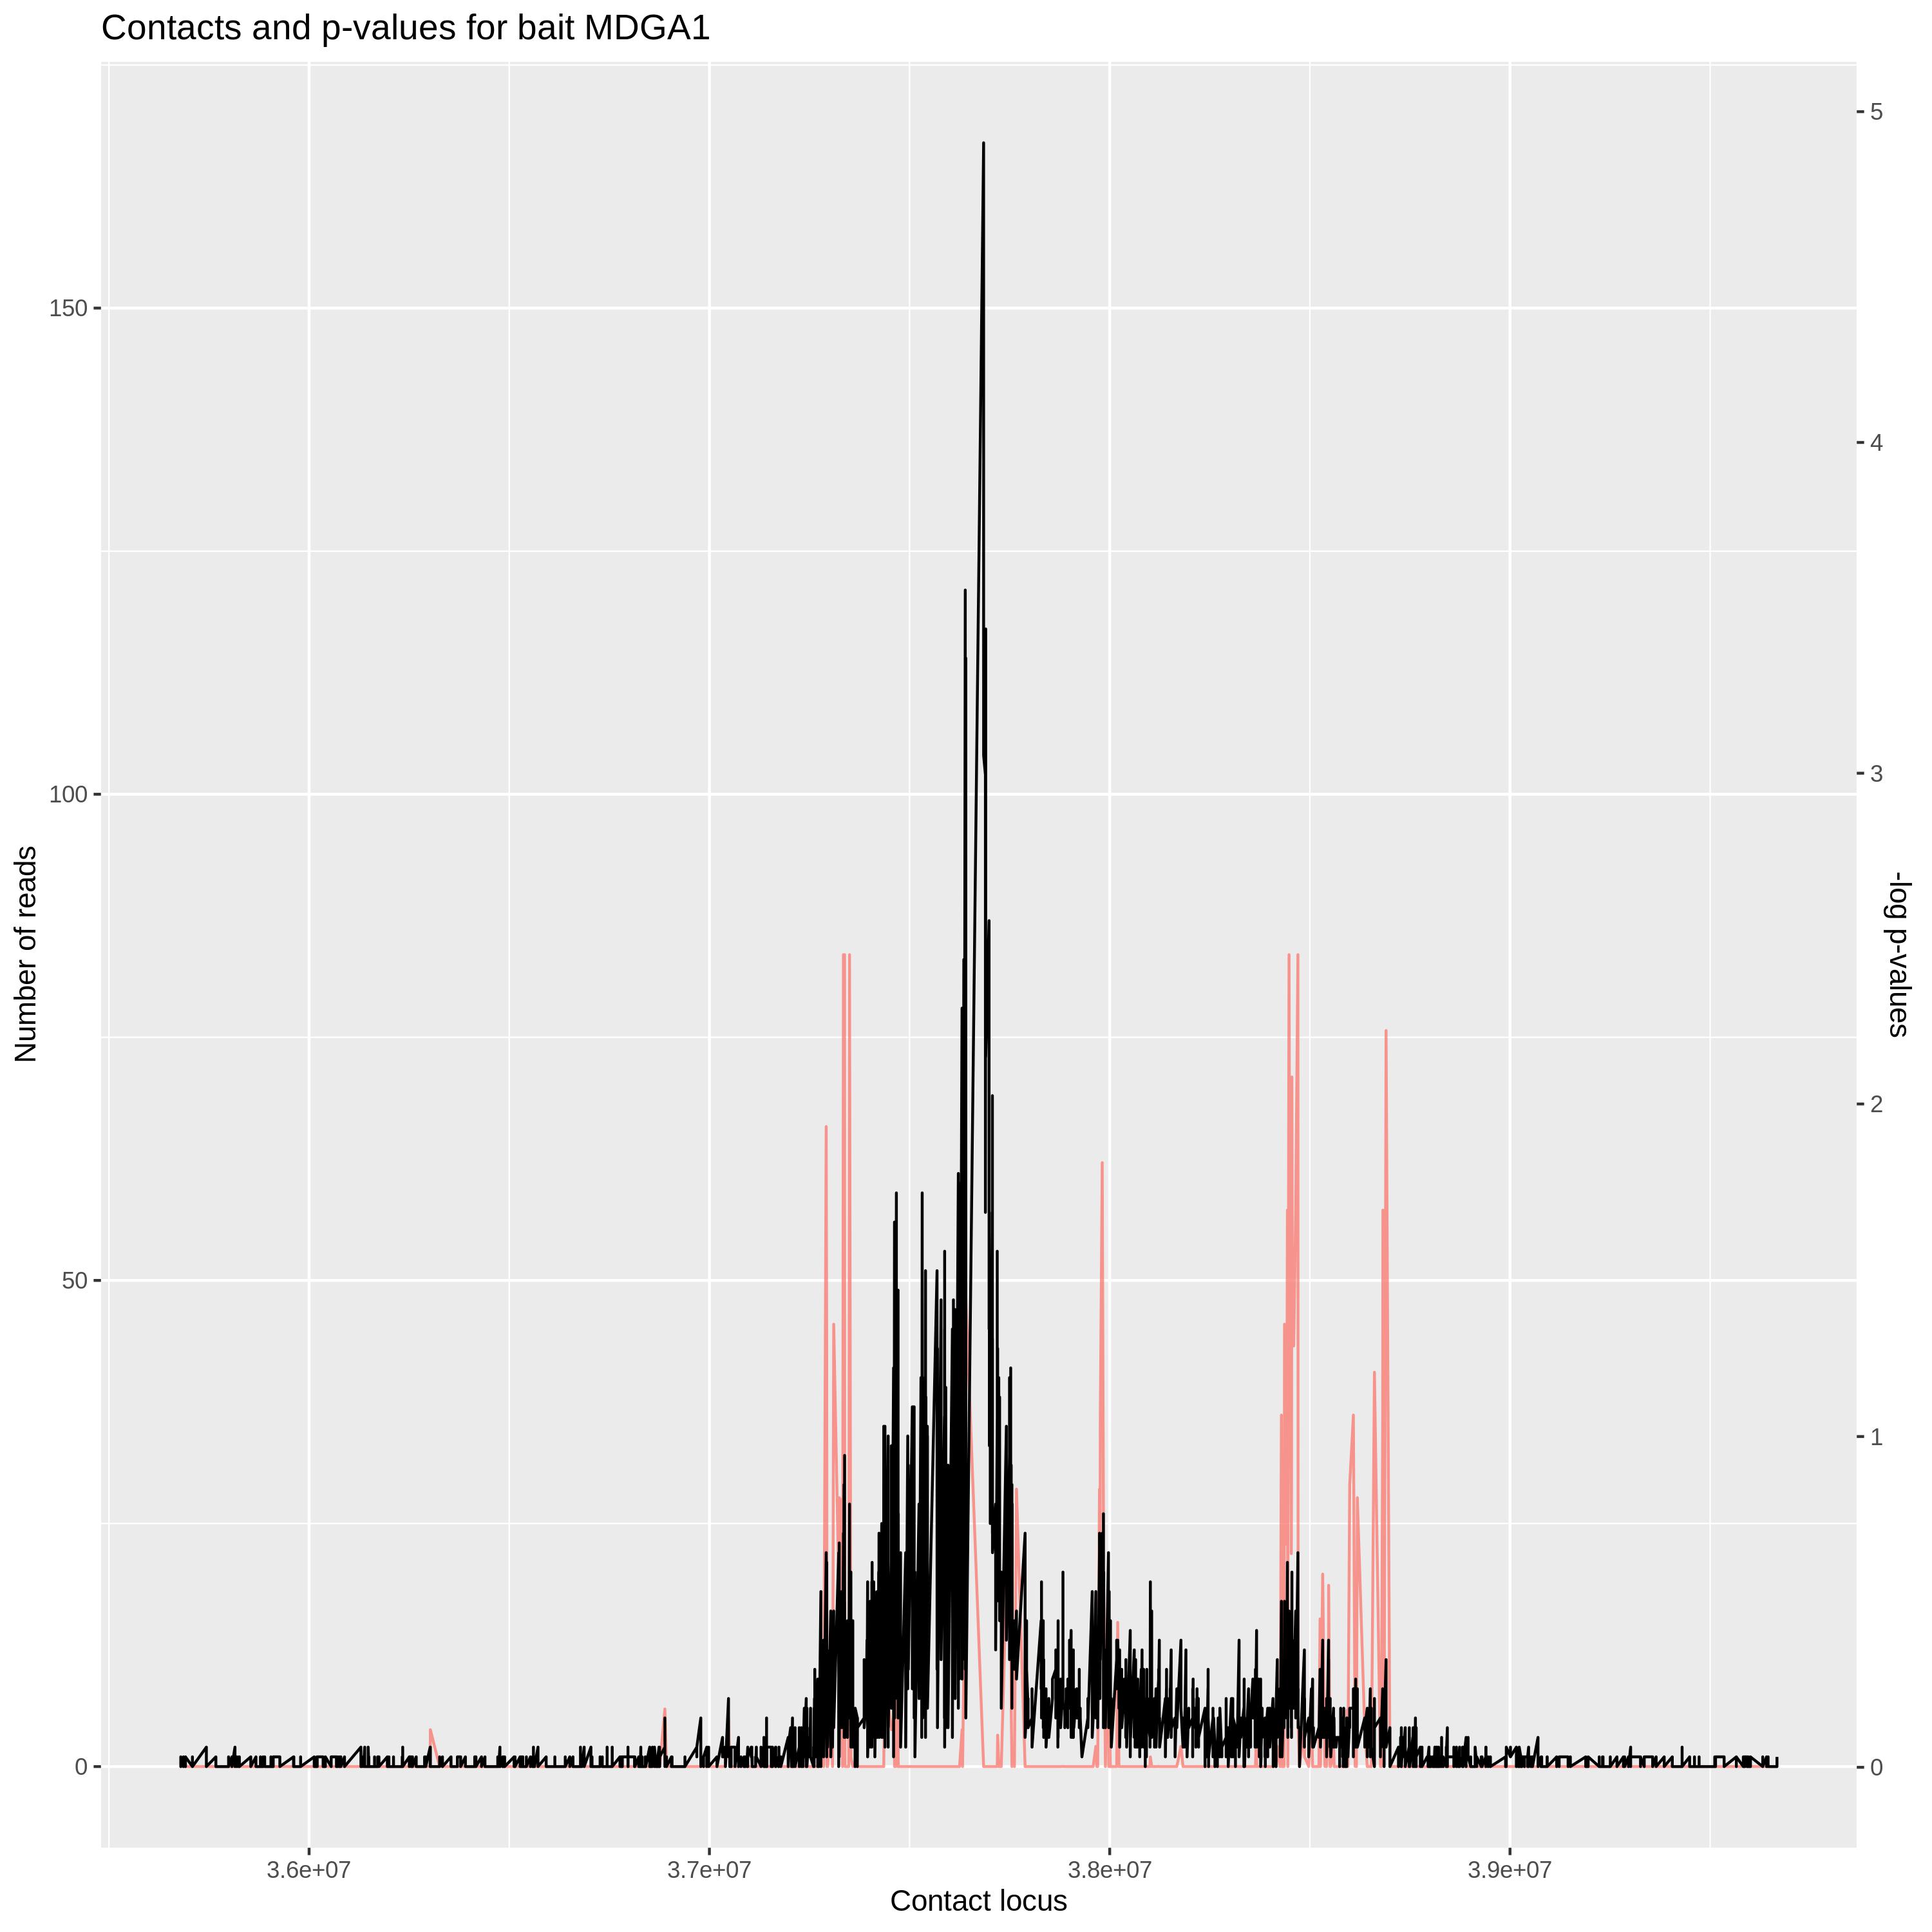 Contacts and p-values for bait MDGA1
Number of reads
150
100
50
0
5
4
3
2
1
0
-log p-values
3.6e+07 3.7e+07 3.8e+07 3.9e+07
Contact locus